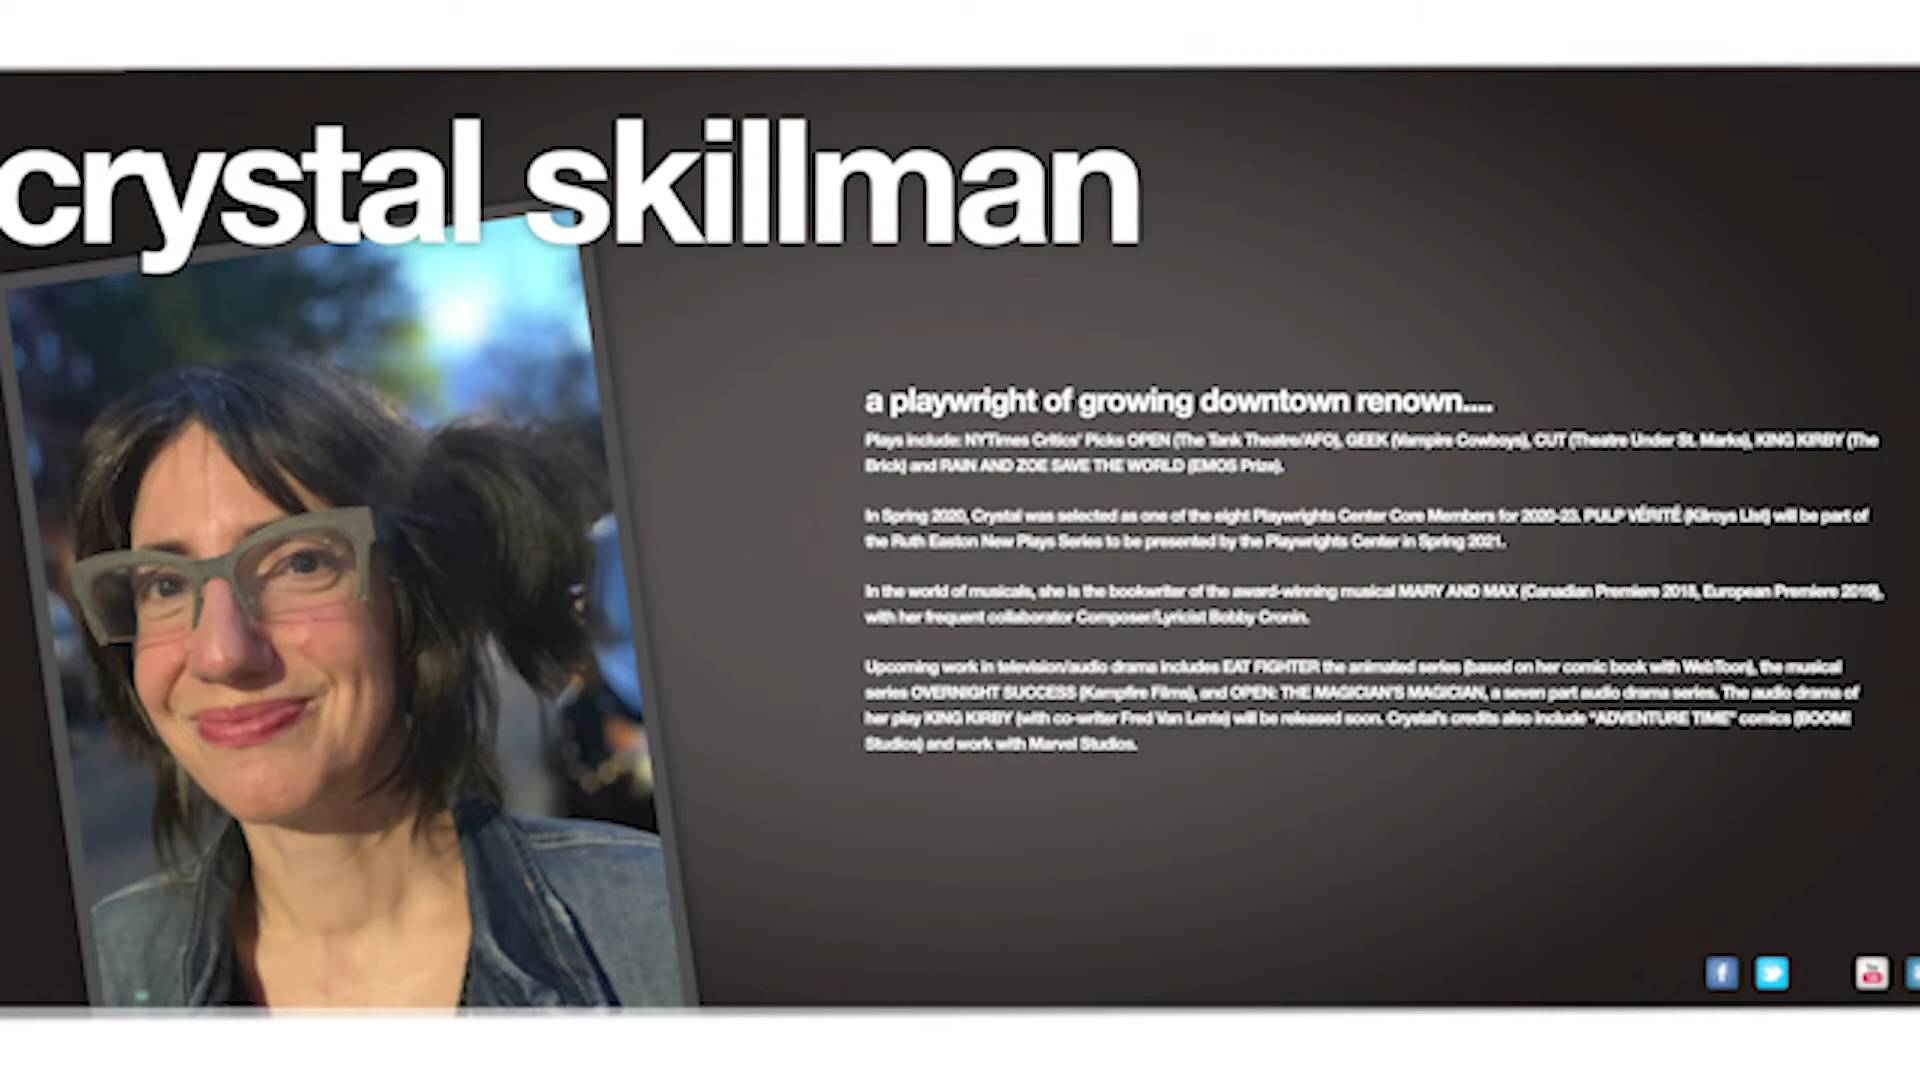 crystal skillman
a playwright of growing downtown renown....
Plays include: NYTimes Critics' Picks OPEN (The Tank Theatre/AFO), GEEK (Vampire Cowboys), CUT (Theatre Under St. Marks), KING KIRBY (The
Brick) and RAIN AND ZOE SAVE THE WORLD (EMOS Prize).
In Spring 2020, Crystal was selected as one of the eight Playwrights Center Core Members for 2020-23. PULP VÉRITÉ (Kilroys List) will be part of
the Ruth Easton New Plays Series to be presented by the Playwrights Center in Spring 2021.
In the world of musicals, she is the bookwriter of the award-winning musical MARY AND MAX (Canadian Premiere 2018, European Premiere 2019),
with her frequent collaborator Composer/Lyricist Bobby Cronin.
Upcoming work in television/audio drama includes EAT FIGHTER the animated series (based on her comic book with WebToon), the musical
series OVERNIGHT SUCCESS (Kampfire Films), and OPEN: THE MAGICIAN'S MAGICIAN, a seven part audio drama series. The audio drama of
her play KING KIRBY (with co-writer Fred Van Lente) will be released soon. Crystal's credits also include "ADVENTURE TIME" comics (BOOM!
Studios) and work with Marvel Studios.
f